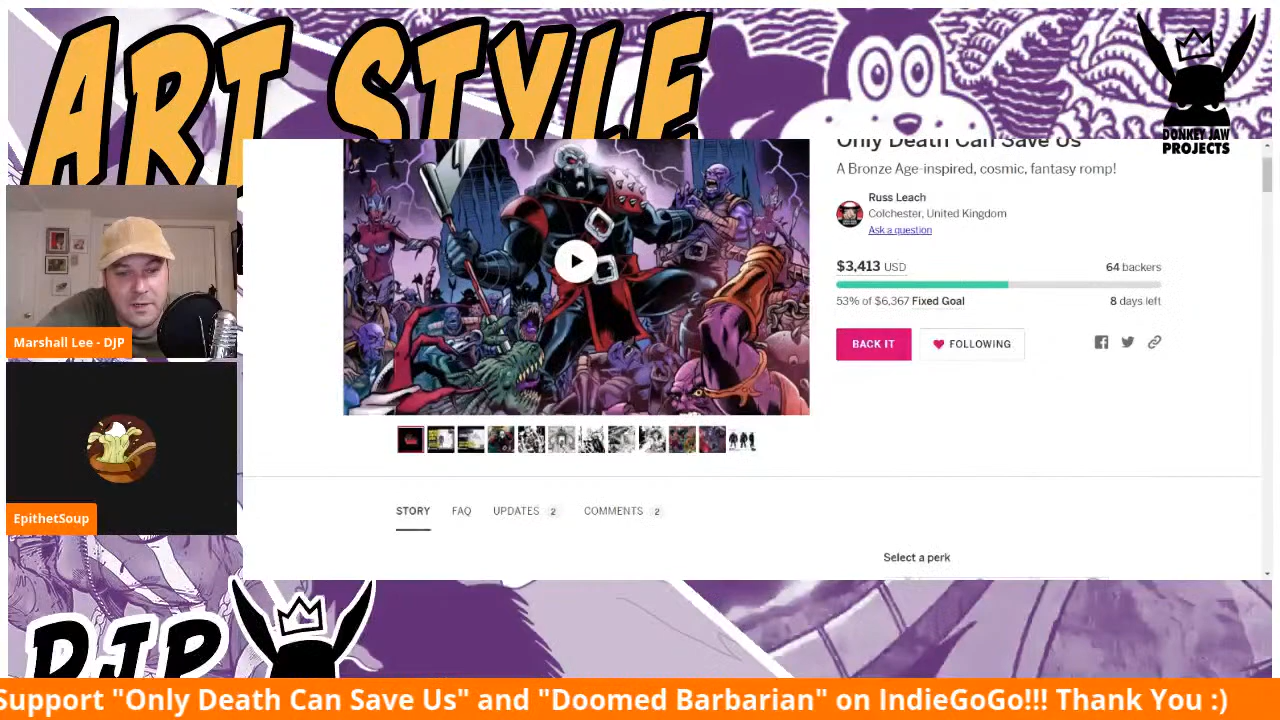 ART STYLE
DONKEY JAW
PROJECTS
Only Death Can Save Us
A Bronze Age-inspired, cosmic, fantasy romp!
Russ Leach
Colchester, United Kingdom
Ask a question
$3,413 USD
64 backers
53% of $6,367 Fixed Goal
8 days left
BACK IT
FOLLOWING
Marshall Lee - DJP
EpithetSoup
STORY FAQ UPDATES 2 COMMENTS 2
Select a perk
DJP
Support "Only Death Can Save Us" and "Doomed Barbarian" on IndieGoGo!!! Thank You :)